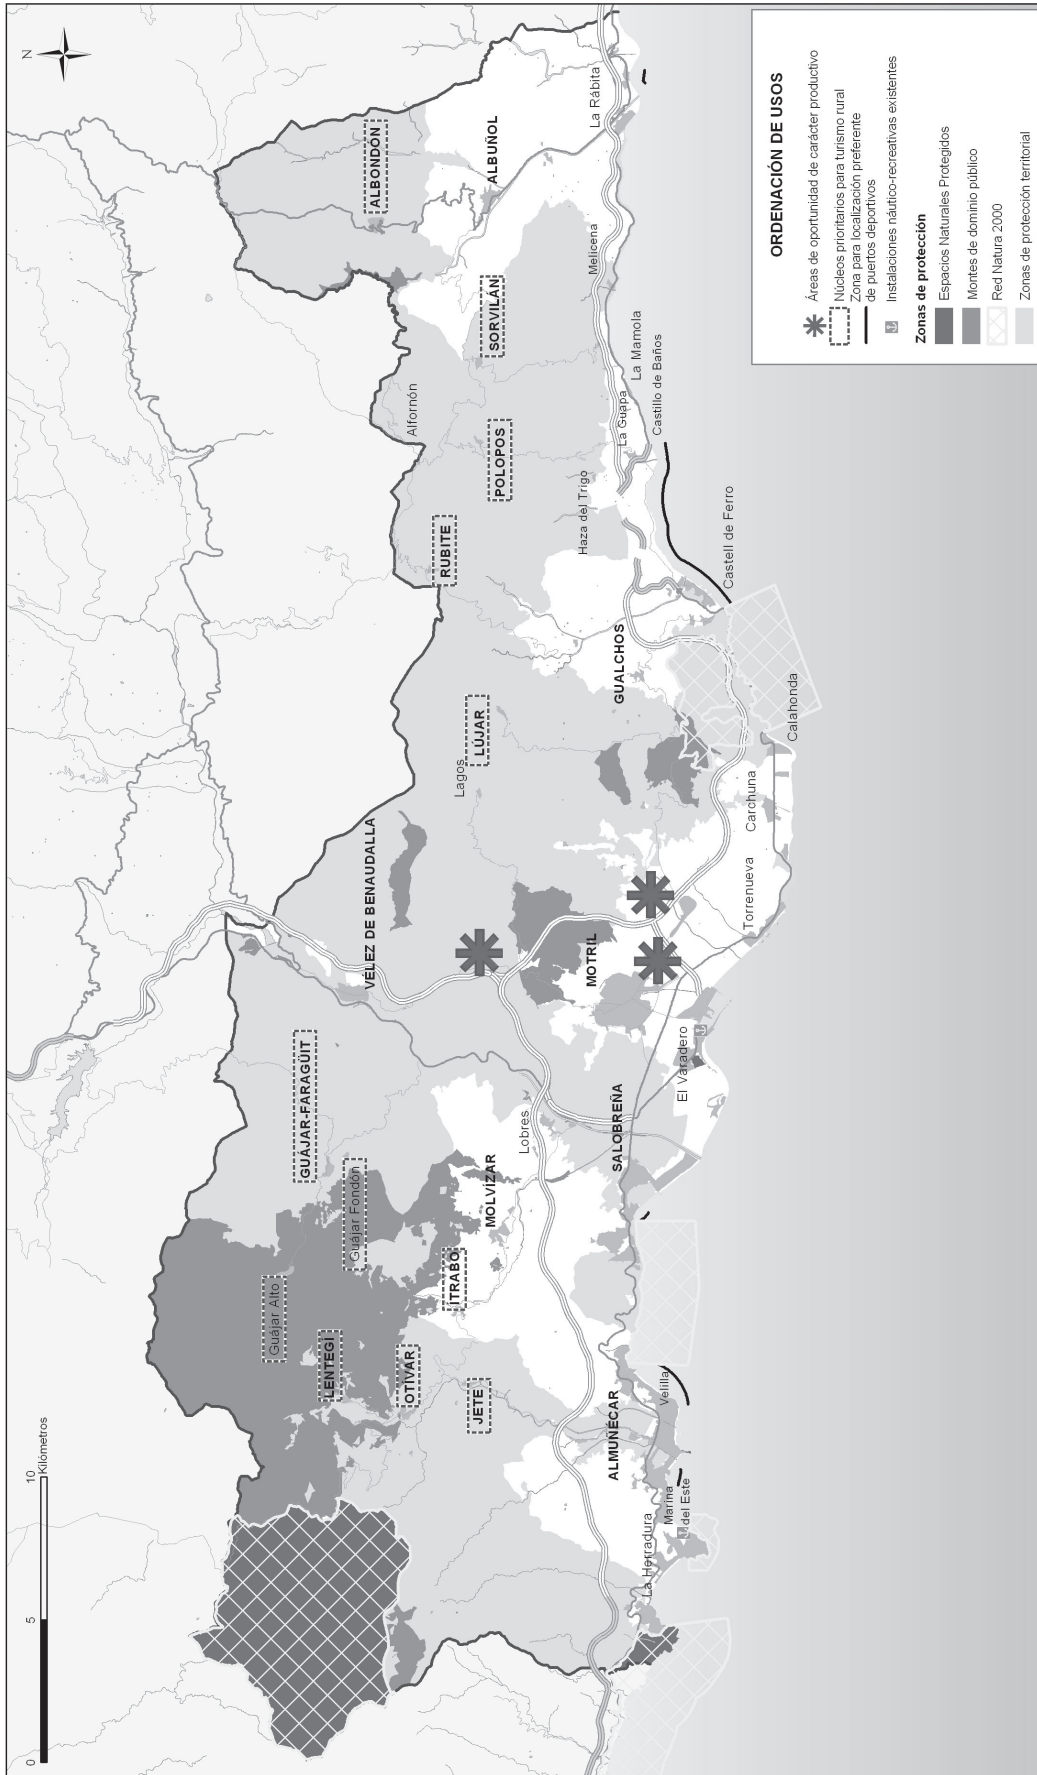 N
0
5
10
Kilómetros
ALBONDÓN
ALBUÑOL
La Rábita
Melicena
SORVILÁN
La Mamola
Alfornón
POLOPOS
La Guapa
Castillo de Baños
Haza del Trigo
RUBITE
Castell de Ferro
GUALCHOS
Calahonda
LÚJAR
Lagos
Carchuna
Torrenueva
VÉLEZ DE BENAUDALLA
MOTRIL
El Varadero
GUÁJAR-FARAGÜIT
Guájar Fondón
Guájar Alto
Lobres
SALOBREÑA
MOLVÍZAR
ÍTRABO
LENTEGÍ
OTÍVAR
JETE
ALMUÑÉCAR
Velilla
Marina
del Este
La Herradura
ORDENACIÓN DE USOS
Áreas de oportunidad de carácter productivo
Núcleos prioritarios para turismo rural
Zona para localización preferente
de puertos deportivos
Instalaciones náutico-recreativas existentes
Zonas de protección
Espacios Naturales Protegidos
Montes de dominio público
Red Natura 2000
Zonas de protección territorial